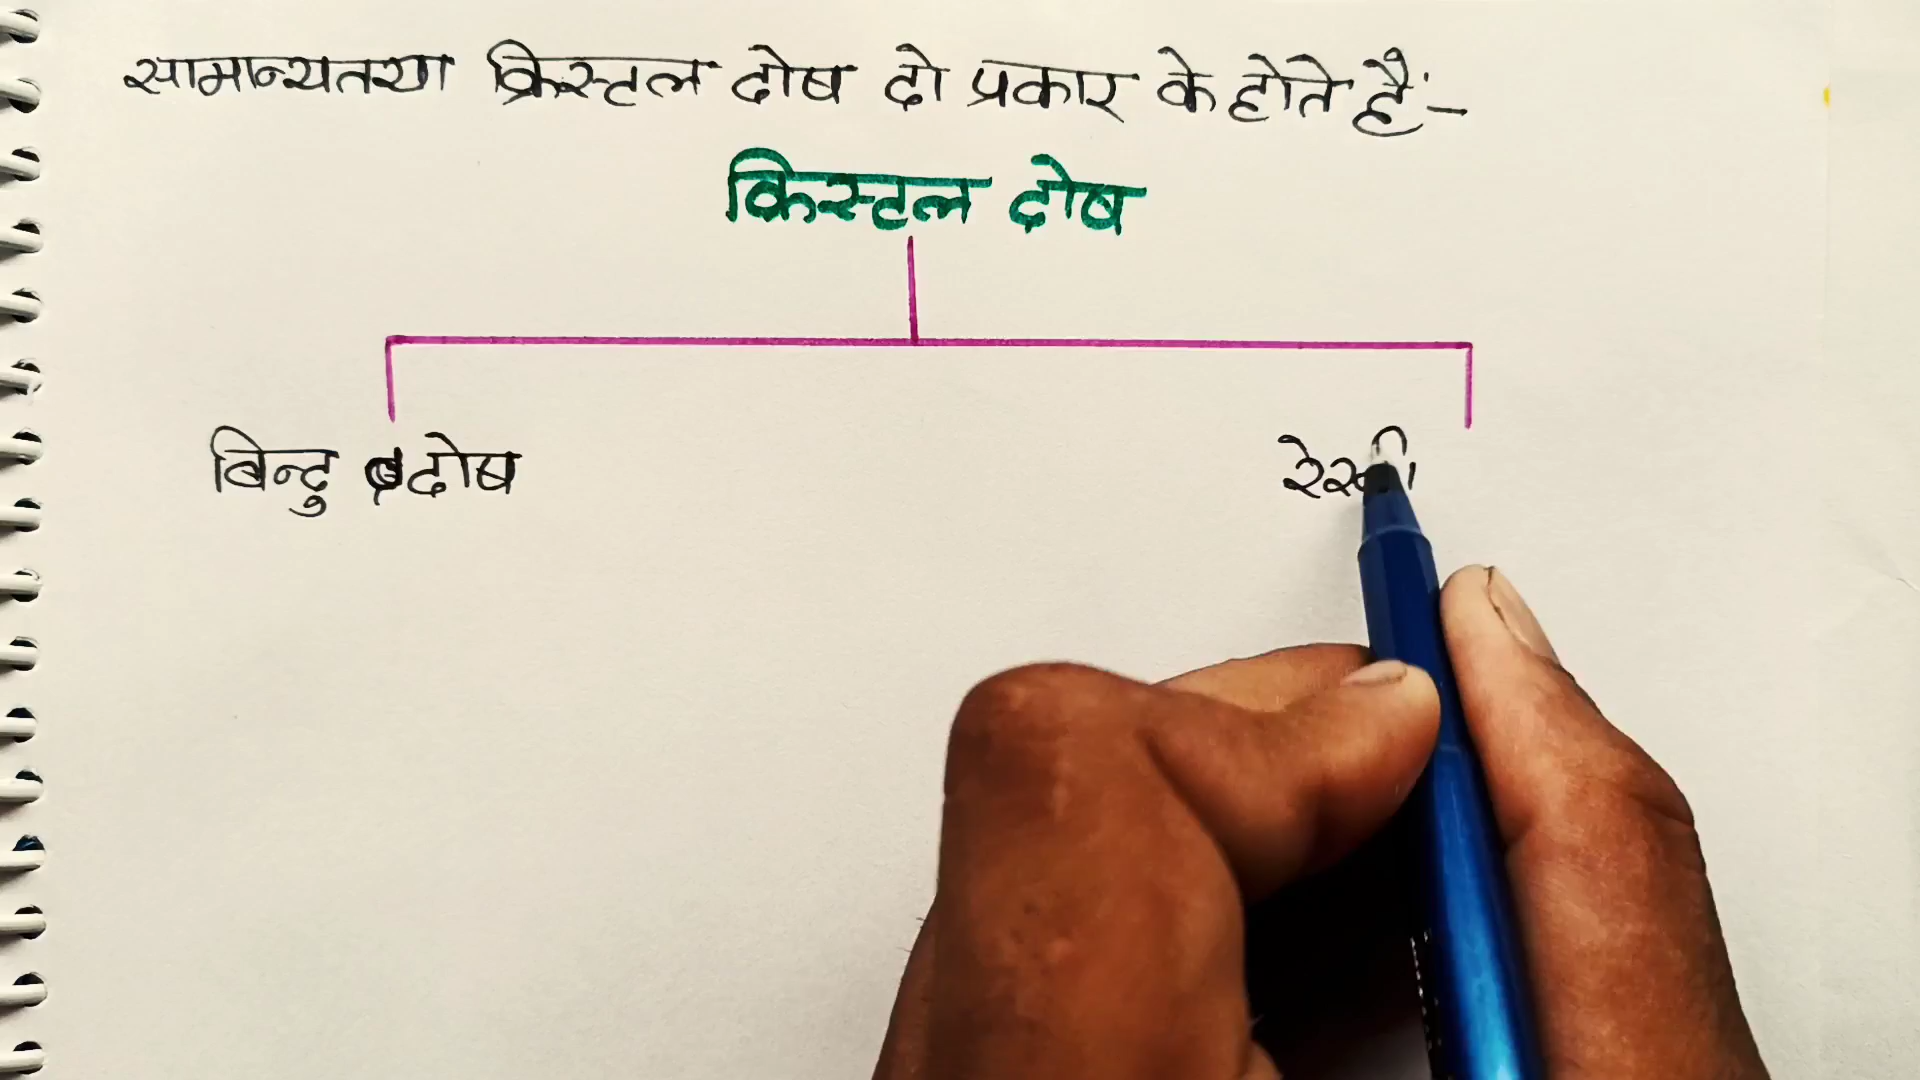 सामान्यतया क्रिस्टल दोष दो प्रकार के होते हैं:-
क्रिस्टल दोष
बिन्दु दोष